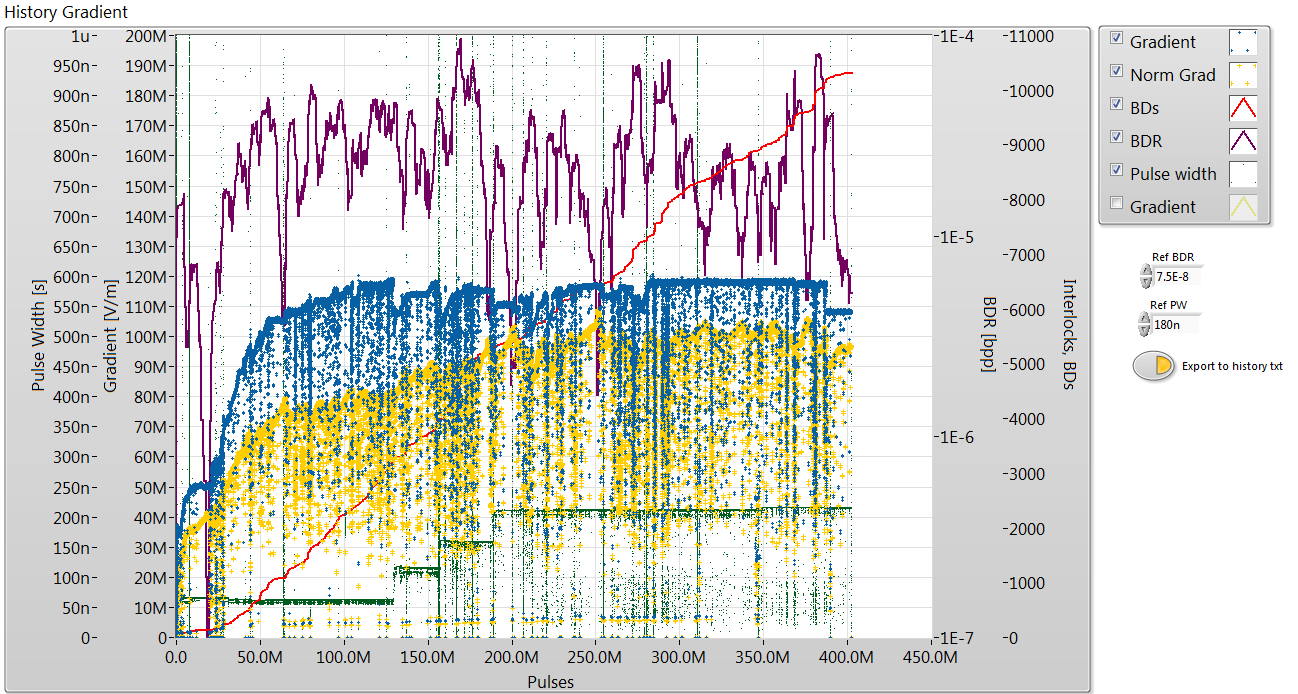 History Gradient
1u-
950n-
900n-
850n-
800n-
750n-
700n-
650n-
600n-
550n-
500n-
450n-
400n-
350n-
300n-
250n-
200n-
150n-
100n-
50n-
0-
Pulse Width [s]
200M-
190M-
180M-
170M-
160M-
150M-
140M-
130M-
120M-
110M-
100M-
90M-
80M-
70M-
60M-
50M-
40M-
30M-
20M-
10M-
0-
Gradient [V/m]
0.0
50.0M
100.0M
150.0M
200.0M
250.0M
300.0M
350.0M
400.0M
450.0M
Pulses
-1E-4
-1E-5
-1E-6
-1E-7
BDR [bpp]
-11000
-10000
-9000
-8000
-7000
-6000
-5000
-4000
-3000
-2000
-1000
-0
Interlocks, BDs
Gradient
Norm Grad
BDs
BDR
Pulse width
Gradient
Ref BDR
7.5E-8
Ref PW
180n
Export to history txt